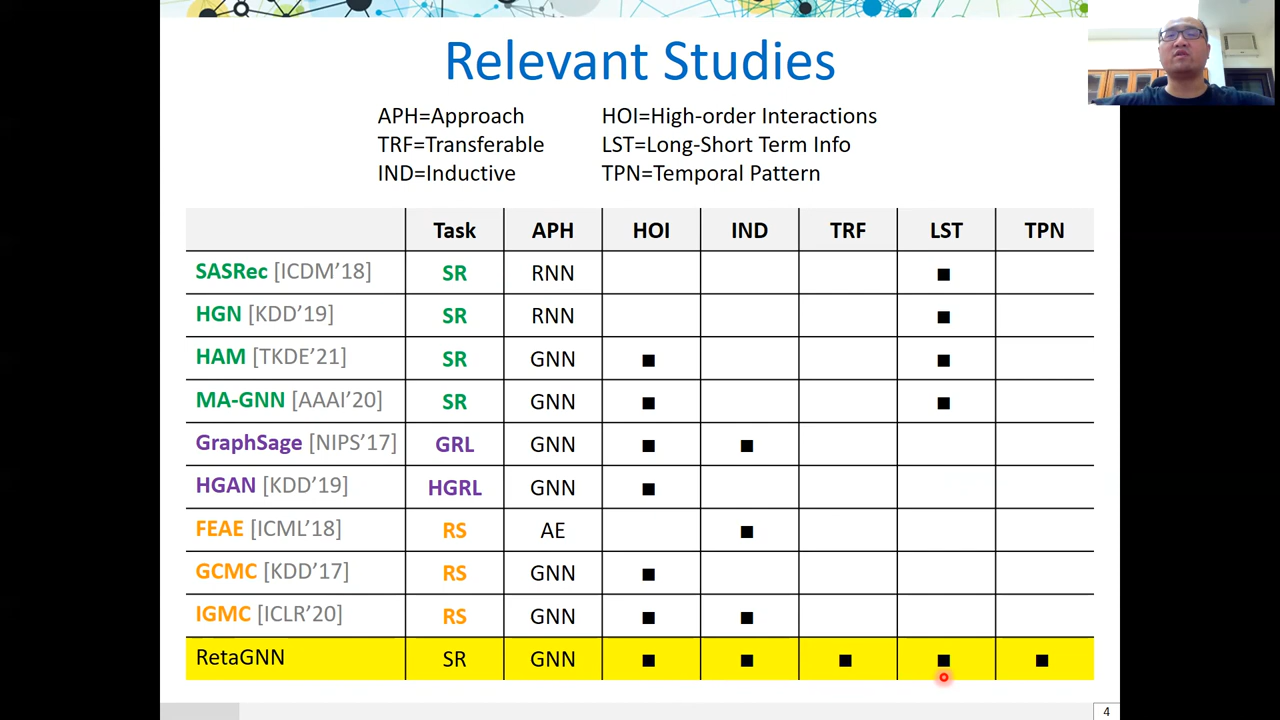 Relevant Studies
APH=Approach
HOI=High-order Interactions
TRF=Transferable
LST=Long-Short Term Info
IND=Inductive
TPN=Temporal Pattern
Task APH HOI IND TRF LST TPN
SASRec [ICDM'18] SR RNN ■
HGN [KDD'19] SR RNN ■
HAM [TKDE'21] SR GNN ■ ■
MA-GNN [AAAI'20] SR GNN ■ ■
GraphSage [NIPS'17] GRL GNN ■ ■
HGAN [KDD'19] HGRL GNN ■
FEAE [ICML'18] RS AE ■
GCMC [KDD'17] RS GNN ■
IGMC [ICLR'20] RS GNN ■ ■
RetaGNN SR GNN ■ ■ ■ ■ ■
4